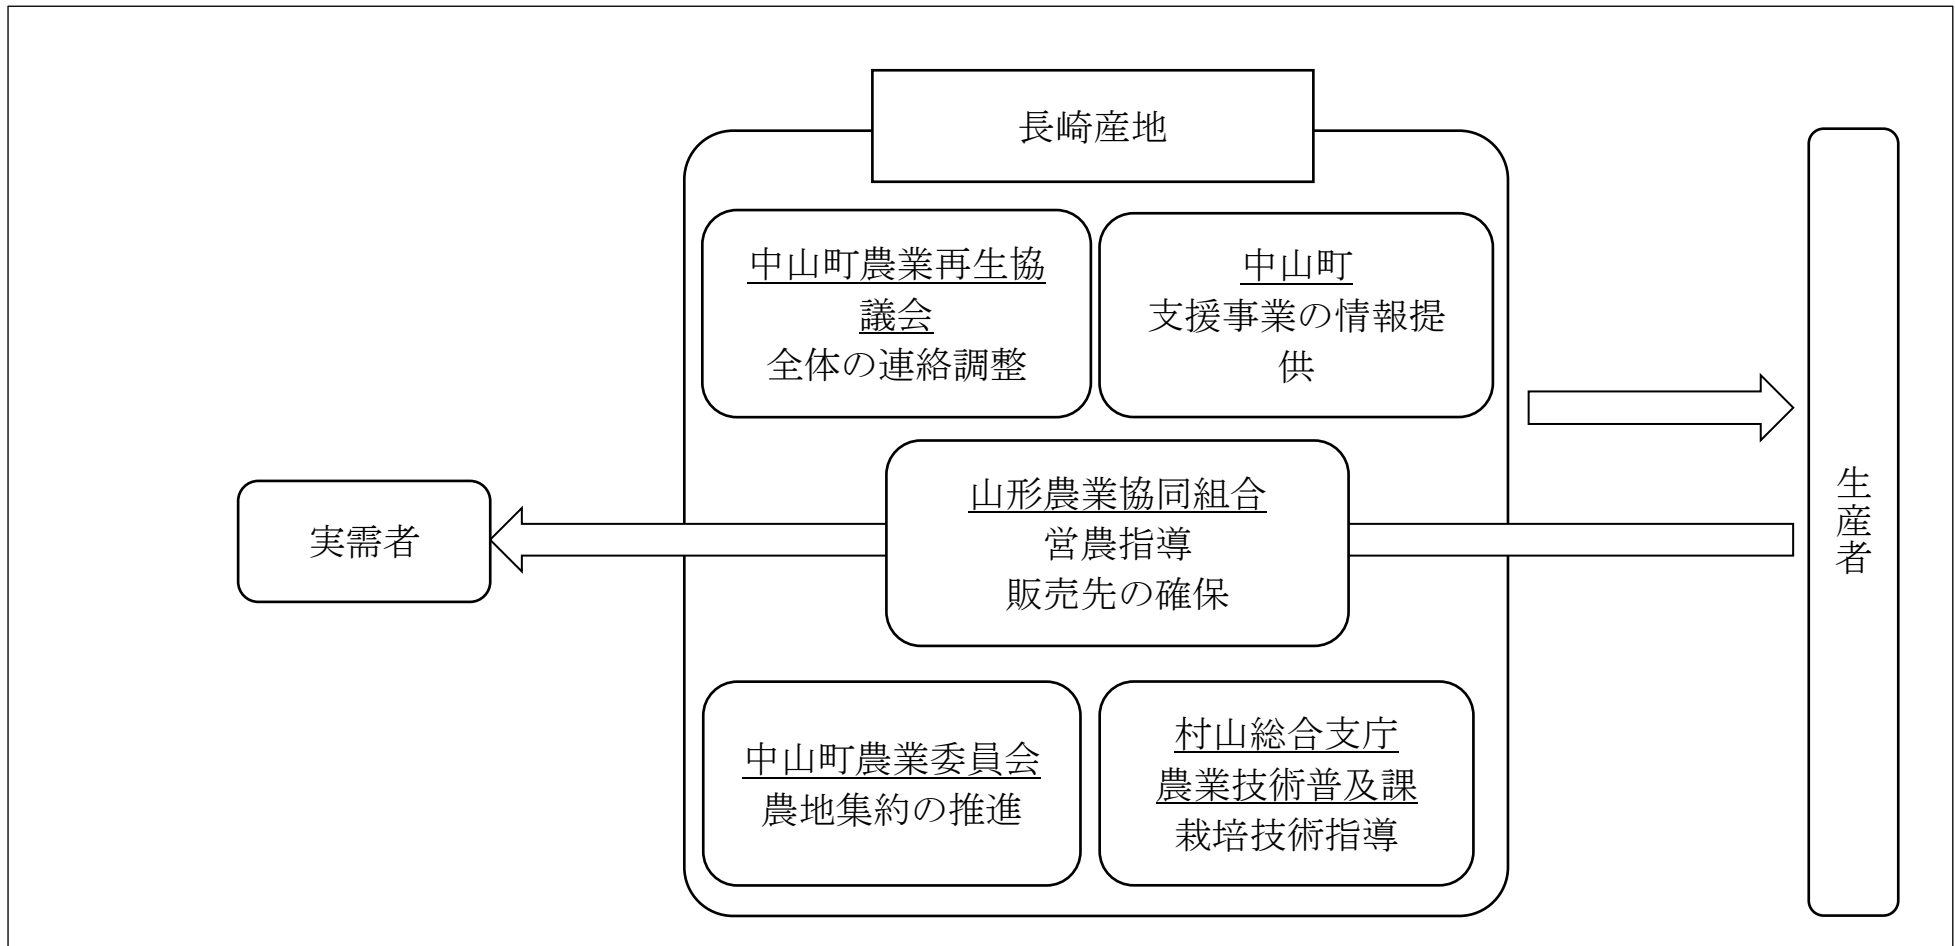 長崎産地
中山町農業再生協
議会
全体の連絡調整
中山町
支援事業の情報提
供
山形農業協同組合
営農指導
販売先の確保
実需者
生産者
中山町農業委員会
農地集約の推進
村山総合支庁
農業技術普及課
栽培技術指導